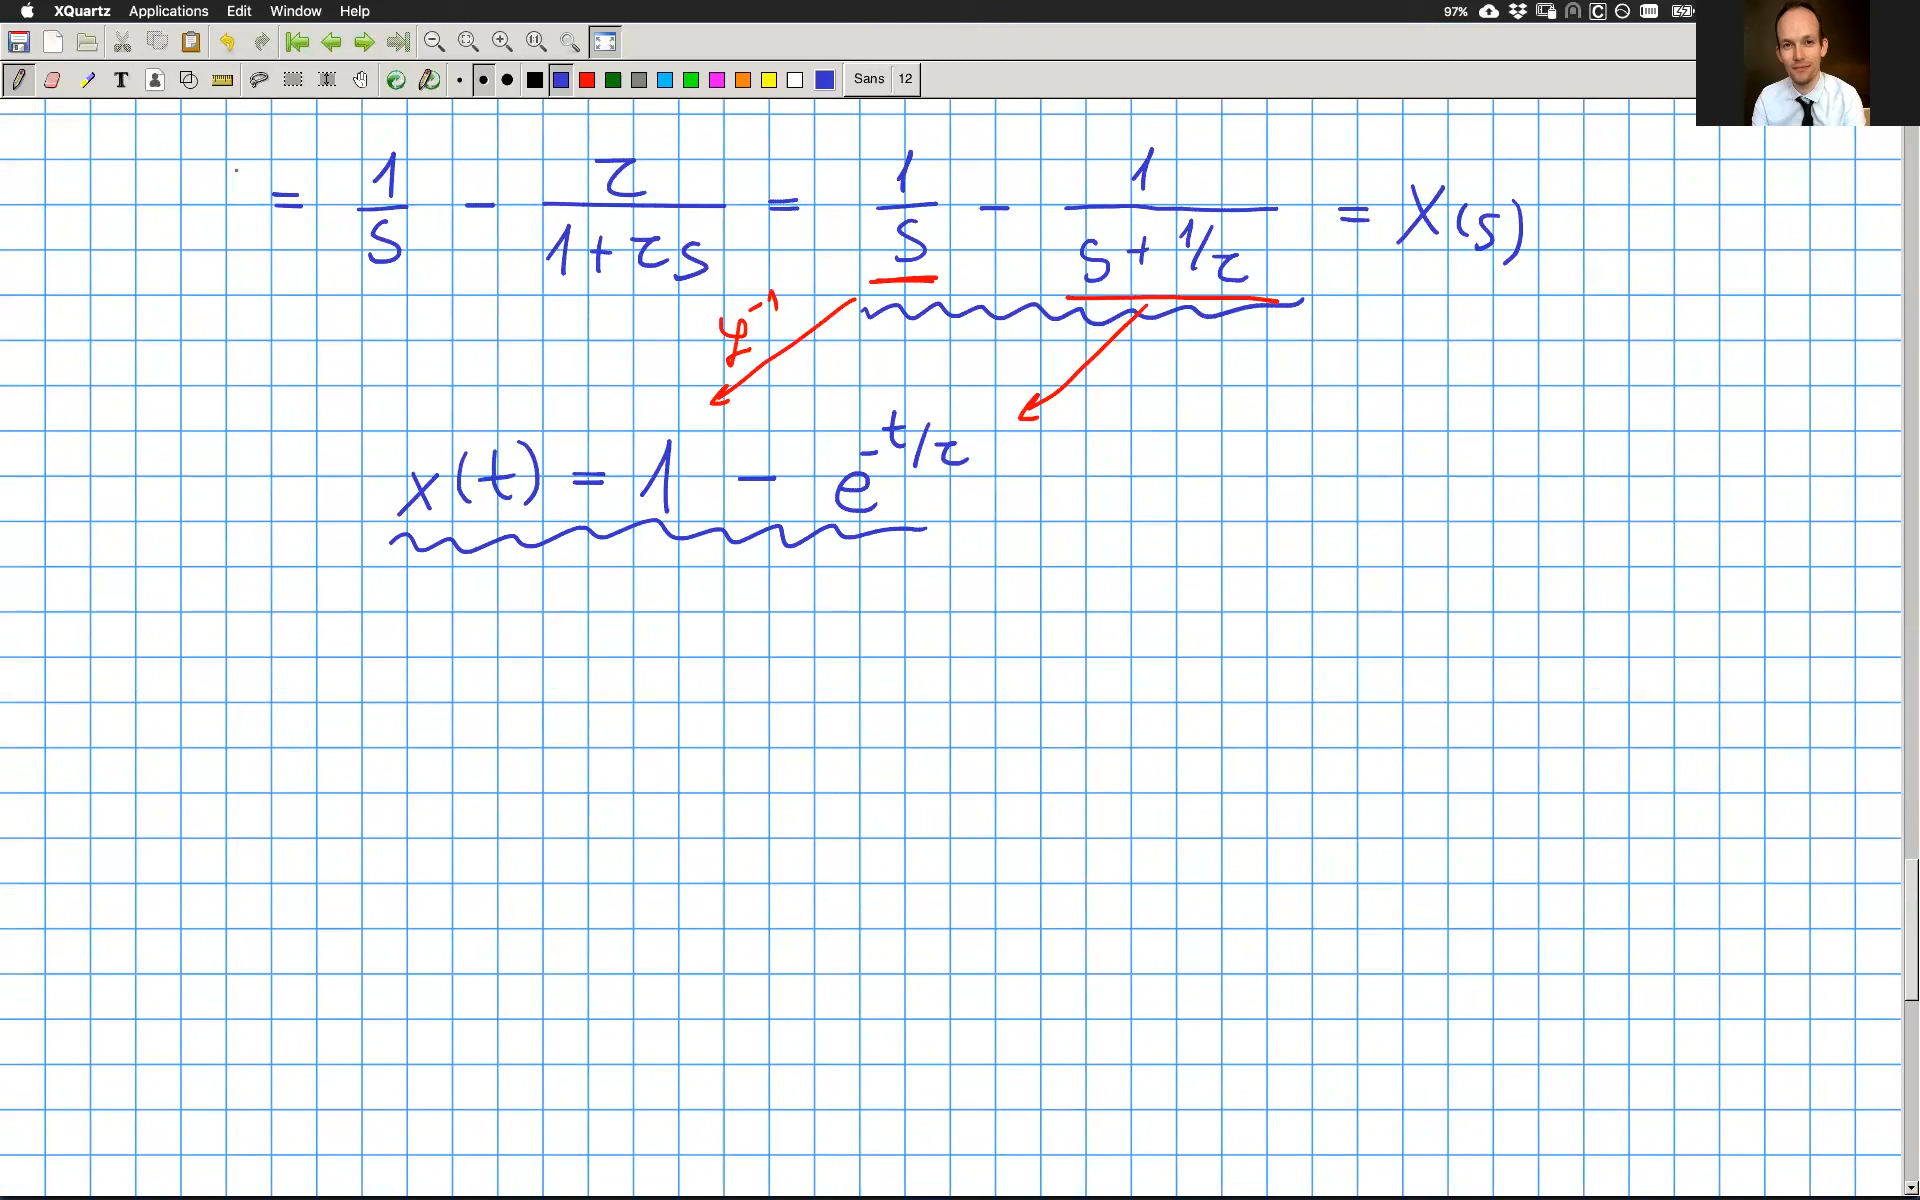 XQuartz Applications Edit Window Help 97%
T Sans 12
= 1/s - τ/(1+τs) = 1/s - 1/(s + 1/τ) = X(s)
ℒ⁻¹
x(t) = 1 - e^(-t/τ)